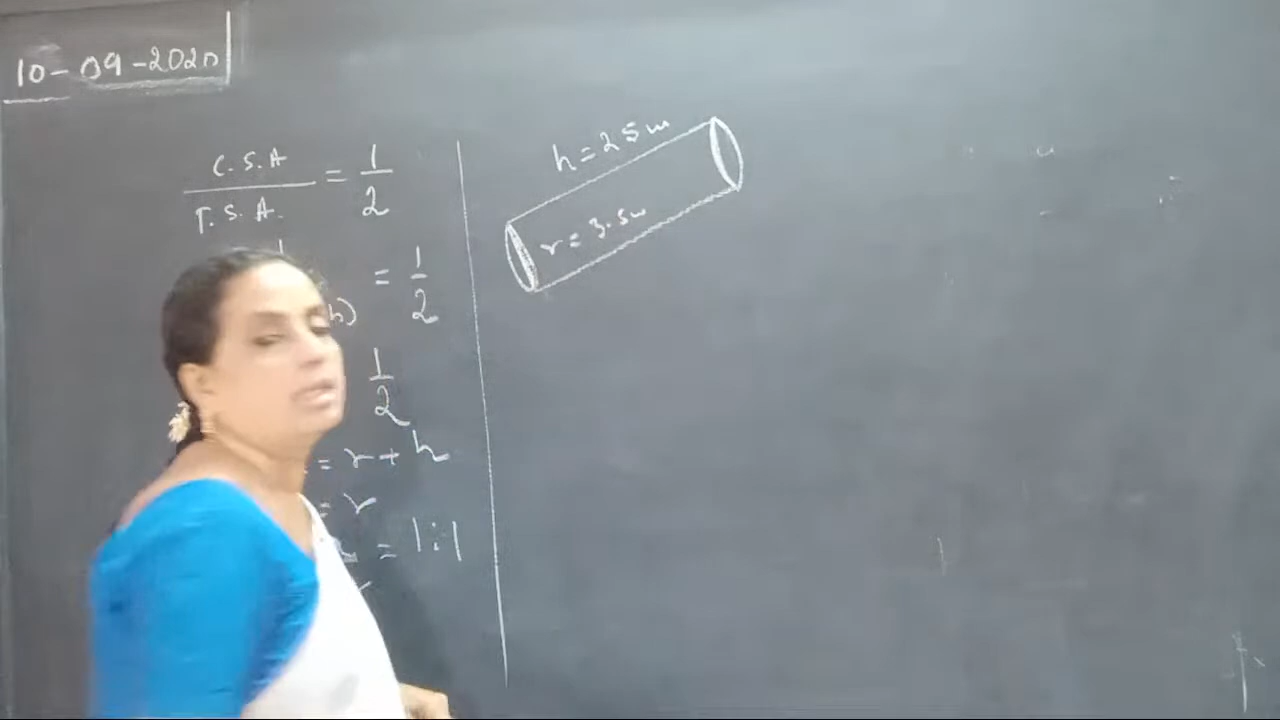 10-09-2020
C.S.A / T.S.A. = 1/2
= 1/2
h)
1/2
= r + h
= r
= 1:1
h = 25m
r = 3.5m